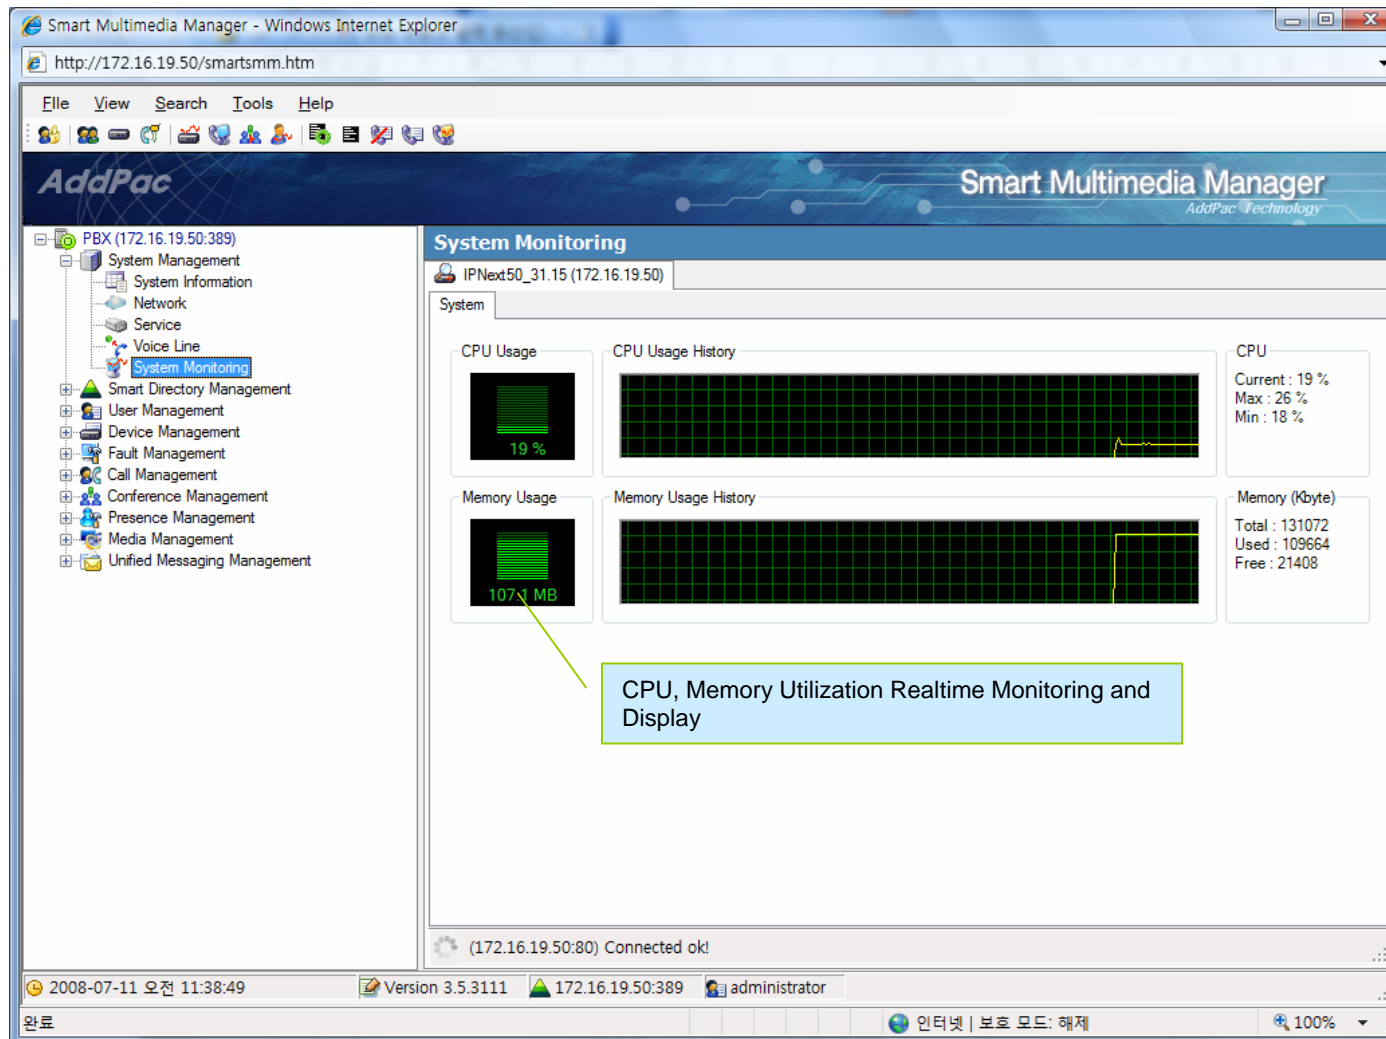 Smart Multimedia Manager - Windows Internet Explorer
http://172.16.19.50/smartsmm.htm
FIle View Search Tools Help
AddPac
Smart Multimedia Manager
AddPac Technology
PBX (172.16.19.50:389)
System Management
System Information
Network
Service
Voice Line
System Monitoring
Smart Directory Management
User Management
Device Management
Fault Management
Call Management
Conference Management
Presence Management
Media Management
Unified Messaging Management
System Monitoring
IPNext50_31.15 (172.16.19.50)
System
CPU Usage
19 %
CPU Usage History
CPU
Current : 19 %
Max : 26 %
Min : 18 %
Memory Usage
107.1 MB
Memory Usage History
Memory (Kbyte)
Total : 131072
Used : 109664
Free : 21408
CPU, Memory Utilization Realtime Monitoring and
Display
(172.16.19.50:80) Connected ok!
2008-07-11 오전 11:38:49 Version 3.5.3111 172.16.19.50:389 administrator
완료 인터넷 | 보호 모드: 해제 100%